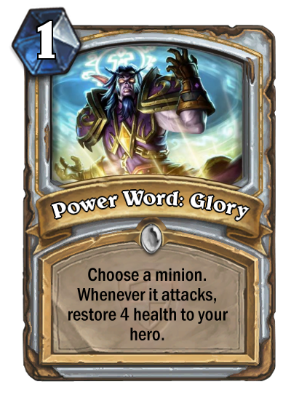 1
Power Word: Glory
Choose a minion.
Whenever it attacks,
restore 4 health to your
hero.